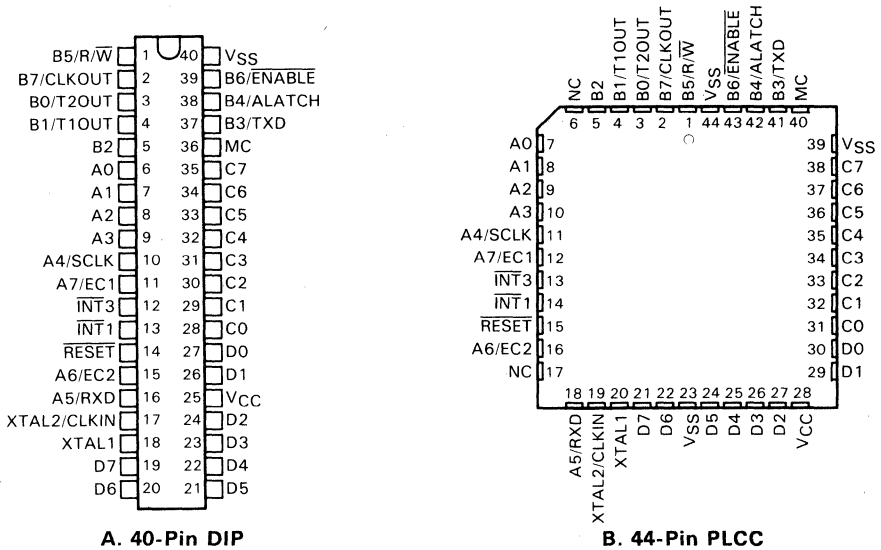 B5/R/W̅ 1 40 VSS
B7/CLKOUT 2 39 B6/E̅N̅A̅B̅L̅E̅
B0/T2OUT 3 38 B4/ALATCH
B1/T1OUT 4 37 B3/TXD
B2 5 36 MC
A0 6 35 C7
A1 7 34 C6
A2 8 33 C5
A3 9 32 C4
A4/SCLK 10 31 C3
A7/EC1 11 30 C2
I̅N̅T̅3 12 29 C1
I̅N̅T̅1 13 28 C0
R̅E̅S̅E̅T̅ 14 27 D0
A6/EC2 15 26 D1
A5/RXD 16 25 VCC
XTAL2/CLKIN 17 24 D2
XTAL1 18 23 D3
D7 19 22 D4
D6 20 21 D5
A. 40-Pin DIP
NC B2 B1/T1OUT B0/T2OUT B7/CLKOUT B5/R/W̅ VSS B6/E̅N̅A̅B̅L̅E̅ B4/ALATCH B3/TXD MC
6 5 4 3 2 1 44 43 42 41 40
A0 7 39 VSS
A1 8 38 C7
A2 9 37 C6
A3 10 36 C5
A4/SCLK 11 35 C4
A7/EC1 12 34 C3
I̅N̅T̅3 13 33 C2
I̅N̅T̅1 14 32 C1
R̅E̅S̅E̅T̅ 15 31 C0
A6/EC2 16 30 D0
NC 17 29 D1
18 19 20 21 22 23 24 25 26 27 28
A5/RXD XTAL2/CLKIN XTAL1 D7 D6 VSS D5 D4 D3 D2 VCC
B. 44-Pin PLCC